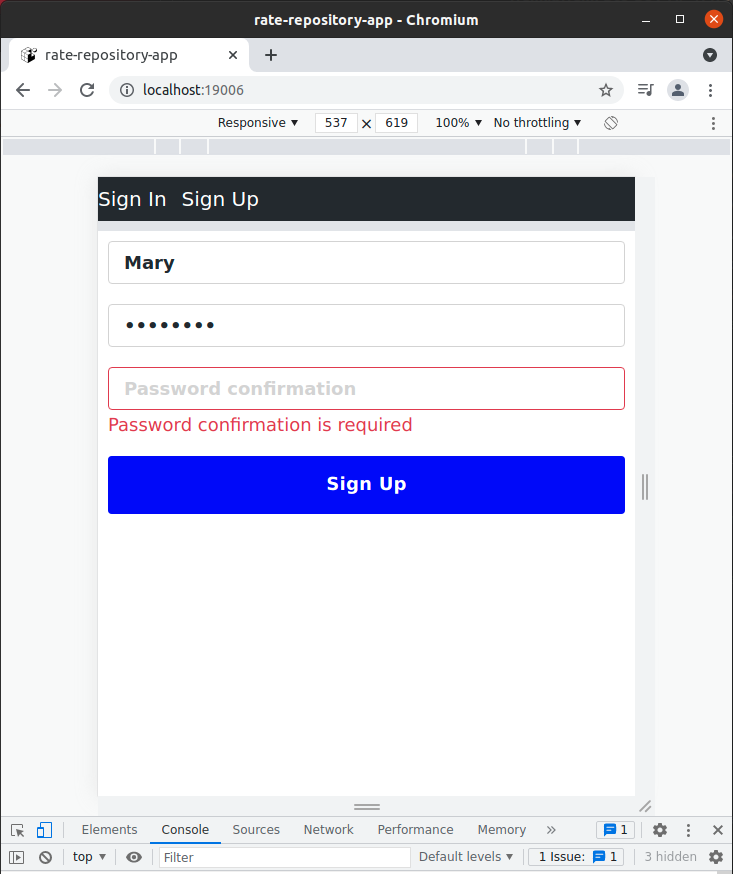 rate-repository-app - Chromium
rate-repository-app
localhost:19006
Responsive 537 × 619 100% No throttling
Sign In Sign Up
Mary
••••••••
Password confirmation
Password confirmation is required
Sign Up
Elements Console Sources Network Performance Memory » 1
top Filter Default levels 1 Issue: 1 3 hidden